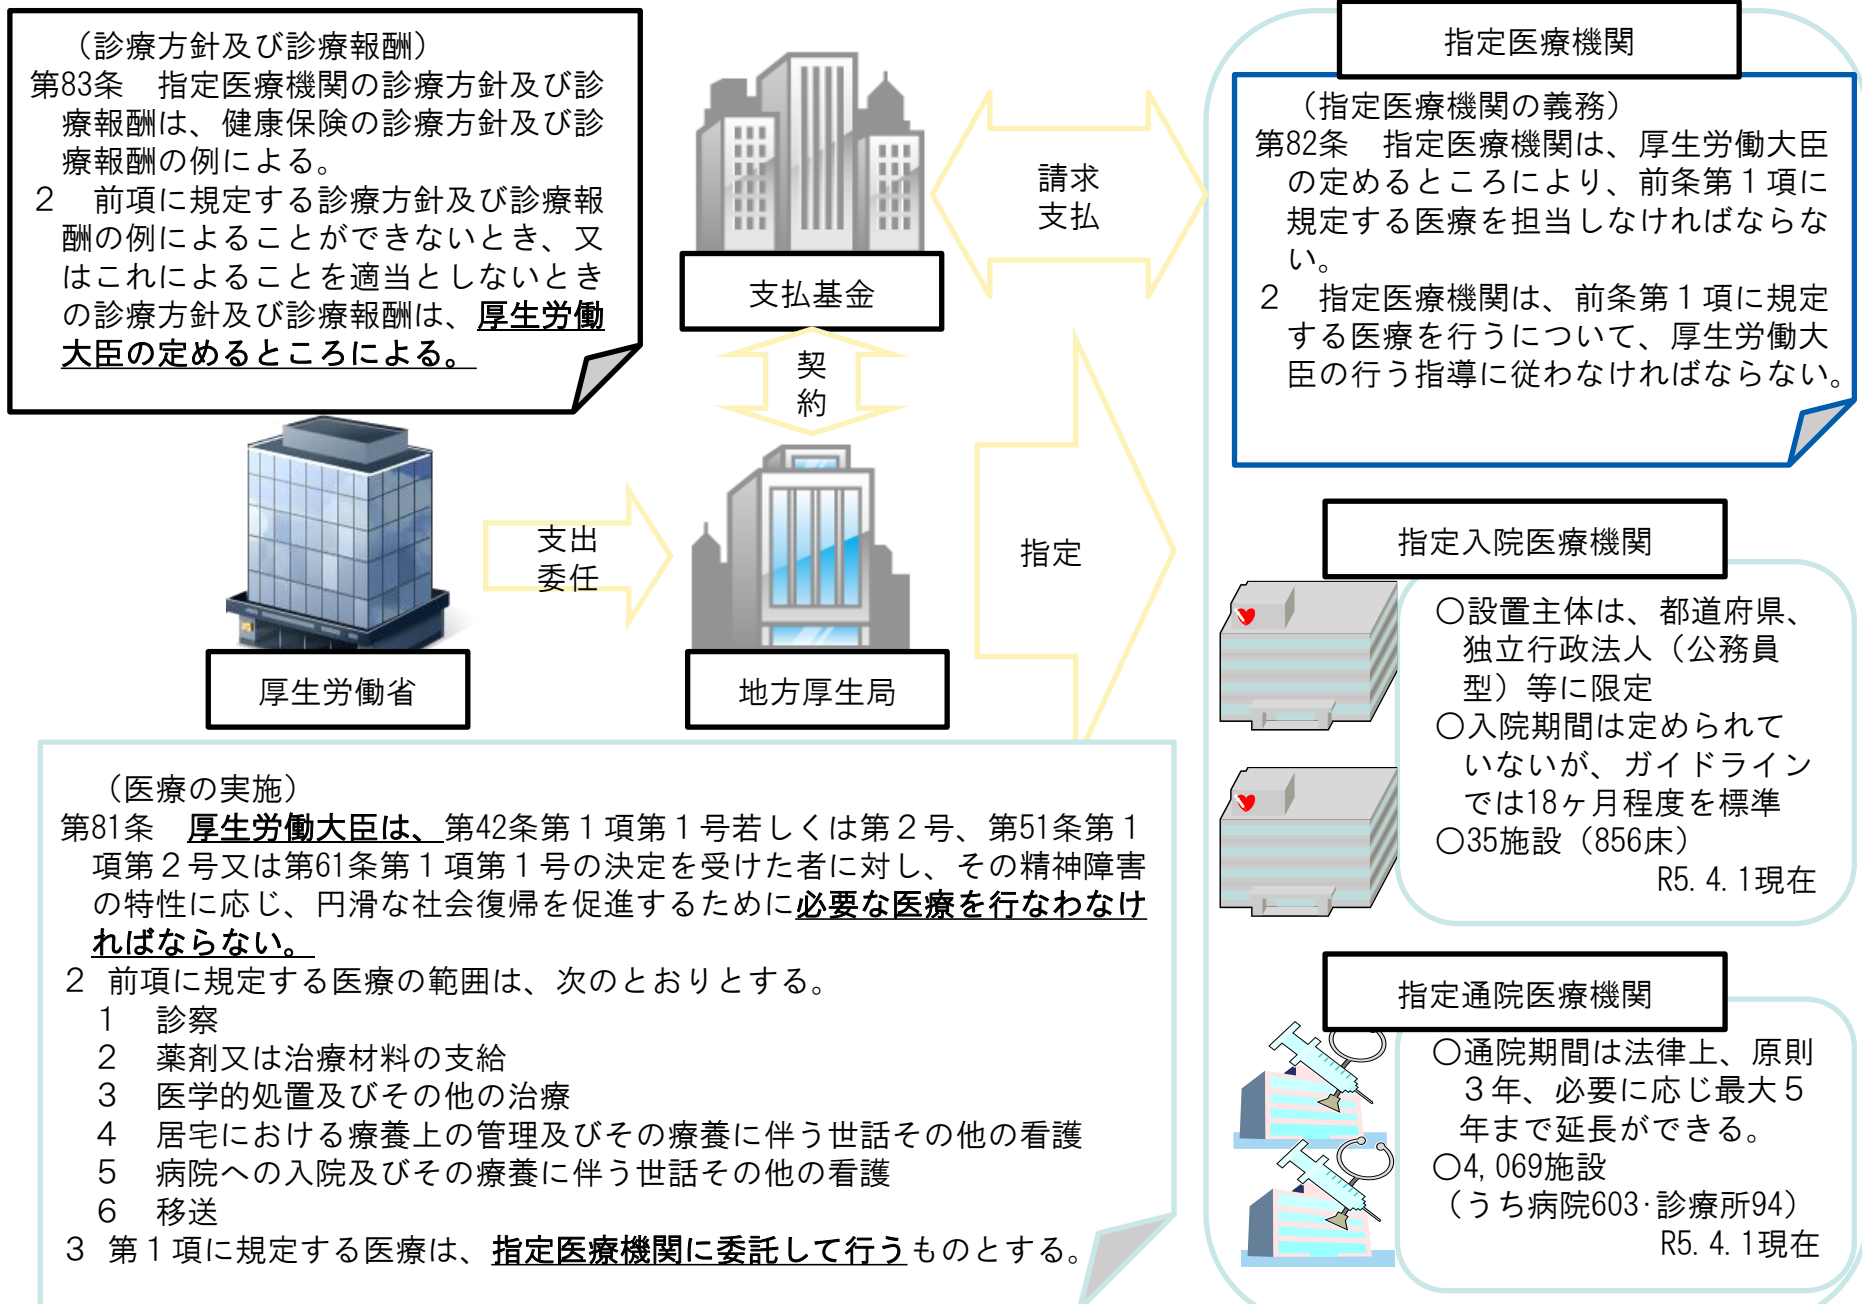 （診療方針及び診療報酬）
第83条　指定医療機関の診療方針及び診
療報酬は、健康保険の診療方針及び診
療報酬の例による。
２　前項に規定する診療方針及び診療報
酬の例によることができないとき、又
はこれによることを適当としないとき
の診療方針及び診療報酬は、厚生労働
大臣の定めるところによる。
支払基金
請求
支払
契
約
厚生労働省
支出
委任
地方厚生局
指定
指定医療機関
（指定医療機関の義務）
第82条　指定医療機関は、厚生労働大臣
の定めるところにより、前条第１項に
規定する医療を担当しなければならな
い。
２　指定医療機関は、前条第１項に規定
する医療を行うについて、厚生労働大
臣の行う指導に従わなければならない。
指定入院医療機関
○設置主体は、都道府県、
独立行政法人（公務員
型）等に限定
○入院期間は定められて
いないが、ガイドライン
では18ヶ月程度を標準
○35施設（856床）
R5.4.1現在
指定通院医療機関
○通院期間は法律上、原則
３年、必要に応じ最大５
年まで延長ができる。
○4,069施設
（うち病院603･診療所94）
R5.4.1現在
（医療の実施）
第81条　厚生労働大臣は、第42条第１項第１号若しくは第２号、第51条第１
項第２号又は第61条第１項第１号の決定を受けた者に対し、その精神障害
の特性に応じ、円滑な社会復帰を促進するために必要な医療を行なわなけ
ればならない。
２ 前項に規定する医療の範囲は、次のとおりとする。
１　診察
２　薬剤又は治療材料の支給
３　医学的処置及びその他の治療
４　居宅における療養上の管理及びその療養に伴う世話その他の看護
５　病院への入院及びその療養に伴う世話その他の看護
６　移送
３ 第１項に規定する医療は、指定医療機関に委託して行うものとする。